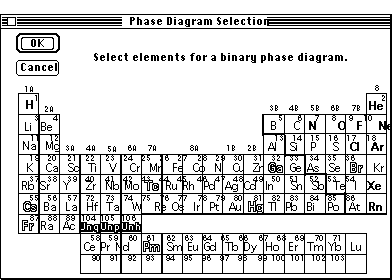 Phase Diagram Selection
OK
Select elements for a binary phase diagram.
Cancel
1A 8
1 2A 3B 4B 5B 6B 7B 2
H He
3 4 5 6 7 8 9 10
Li Be B C N O F Ne
11 12 13 14 15 16 17 18
Na Mg 3A 4A 5A 6A 7A 8 1B 2B Al Si P S Cl Ar
19 20 21 22 23 24 25 26 27 28 29 30 31 32 33 34 35 36
K Ca Sc Ti V Cr Mn Fe Co Ni Cu Zn Ga Ge As Se Br Kr
37 38 39 40 41 42 43 44 45 46 47 48 49 50 51 52 53 54
Rb Sr Y Zr Nb Mo Tc Ru Rh Pd Ag Cd In Sn Sb Te I Xe
55 56 57 72 73 74 75 76 77 78 79 80 81 82 83 84 85 86
Cs Ba La Hf Ta W Re Os Ir Pt Au Hg Tl Pb Bi Po At Rn
87 88 89 104 105 106
Fr Ra Ac Unq Unp Unh
58 59 60 61 62 63 64 65 66 67 68 69 70 71
Ce Pr Nd Pm Sm Eu Gd Tb Dy Ho Er Tm Yb Lu
90 91 92 93 94 95 96 97 98 99 100 101 102 103